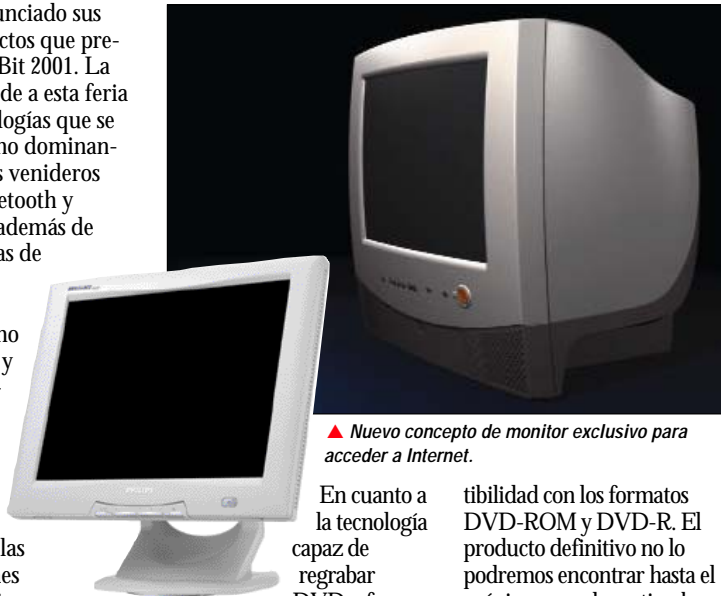 unciado sus
ctos que pre-
Bit 2001. La
de a esta feria
logías que se
no dominan-
s venideros
etooth y
además de
as de
no
y
las
es
PHILIPS
▲ Nuevo concepto de monitor exclusivo para
acceder a Internet.
En cuanto a
la tecnología
capaz de
regrabar
tibilidad con los formatos
DVD-ROM y DVD-R. El
producto definitivo no lo
podremos encontrar hasta el